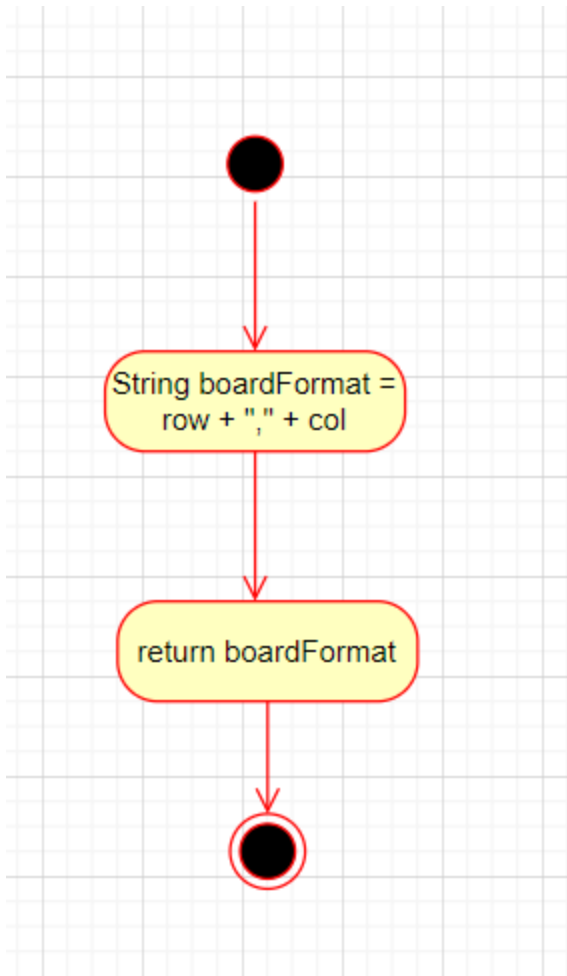 String boardFormat =
row + "," + col
return boardFormat